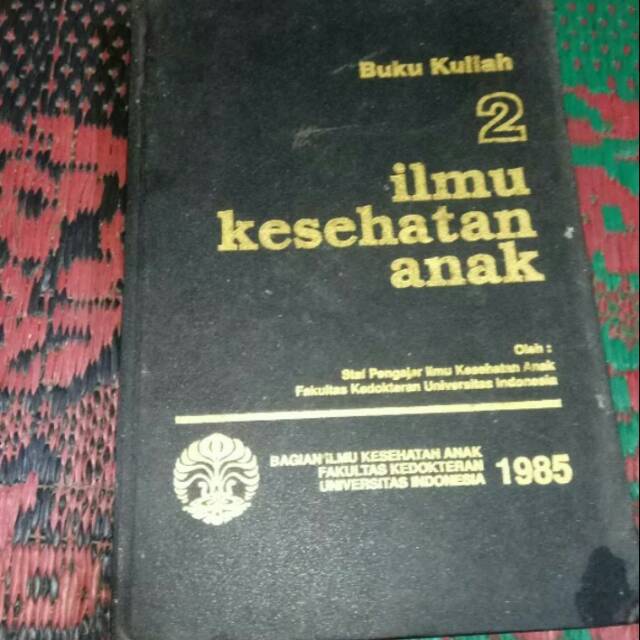 Buku Kuliah
2
ilmu
kesehatan
anak
Oleh :
Staf Pengajar Ilmu Kesehatan Anak
Fakultas Kedokteran Universitas Indonesia
BAGIAN ILMU KESEHATAN ANAK
FAKULTAS KEDOKTERAN
UNIVERSITAS INDONESIA
1985